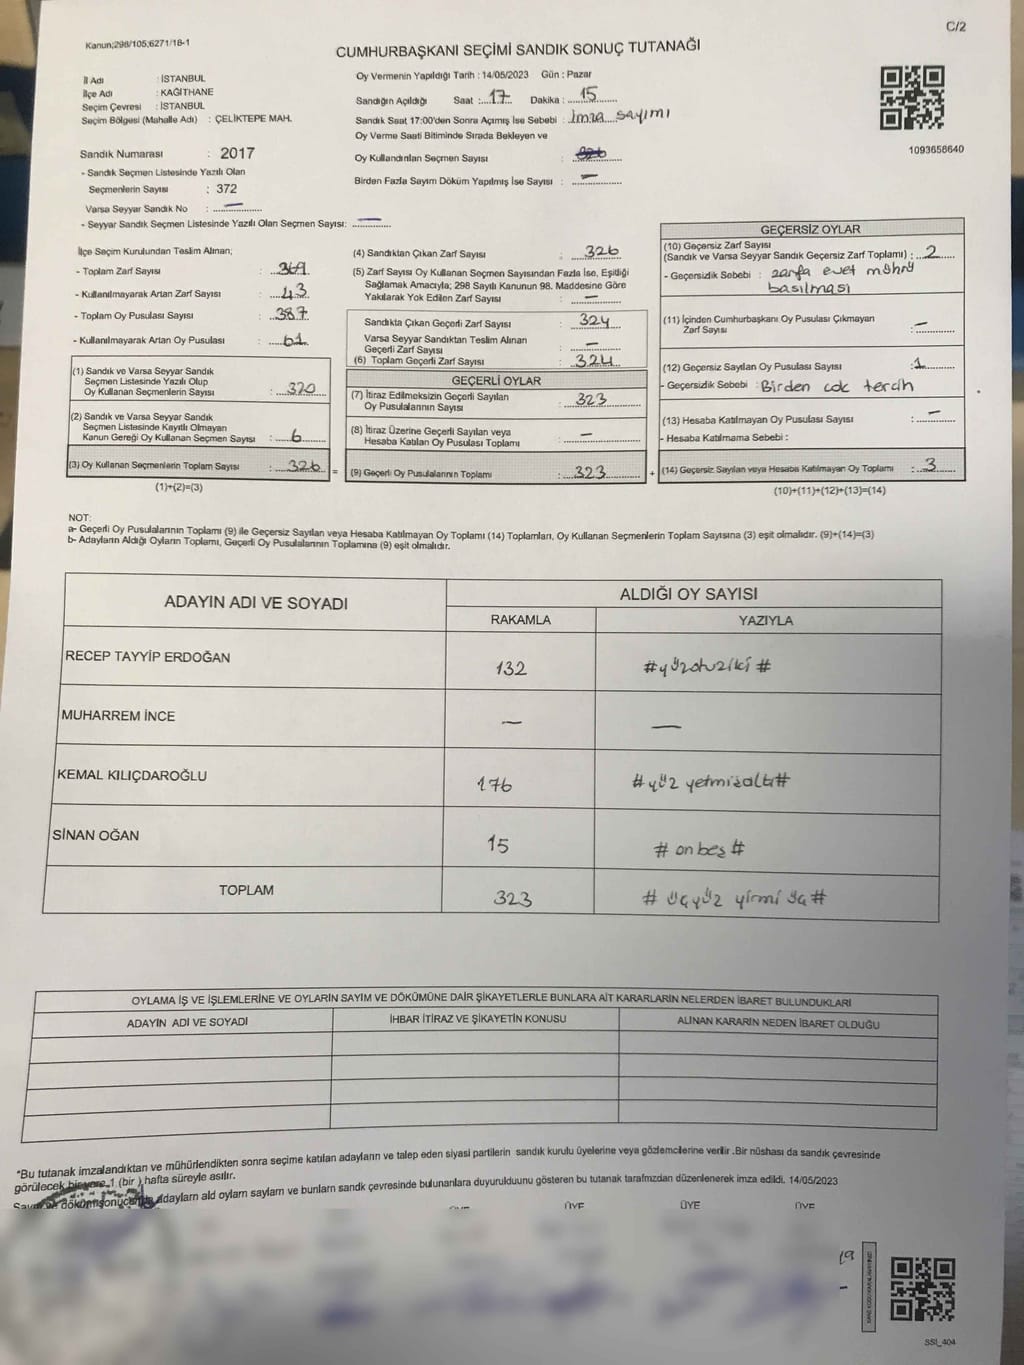 C/2
Kanun;298/105;6271/18-1
CUMHURBAŞKANI SEÇİMİ SANDIK SONUÇ TUTANAĞI
İl Adı : İSTANBUL
İlçe Adı : KAĞITHANE
Seçim Çevresi : İSTANBUL
Seçim Bölgesi (Mahalle Adı) : ÇELİKTEPE MAH.
Sandık Numarası : 2017
- Sandık Seçmen Listesinde Yazılı Olan
Seçmenlerin Sayısı : 372
Varsa Seyyar Sandık No : —
- Seyyar Sandık Seçmen Listesinde Yazılı Olan Seçmen Sayısı: —
Oy Vermenin Yapıldığı Tarih : 14/05/2023 Gün : Pazar
Sandığın Açıldığı Saat : 17 Dakika : 15
Sandık Saat 17:00'den Sonra Açımış İse Sebebi : imza sayımı
Oy Verme Saati Bitiminde Sırada Bekleyen ve
Oy Kullandırılan Seçmen Sayısı :
Birden Fazla Sayım Döküm Yapılmış İse Sayısı : —
1093658640
İlçe Seçim Kurulundan Teslim Alınan;
- Toplam Zarf Sayısı : 369
- Kullanılmayarak Artan Zarf Sayısı : 43
- Toplam Oy Pusulası Sayısı : 387
- Kullanılmayarak Artan Oy Pusulası : 61
(1) Sandık ve Varsa Seyyar Sandık
Seçmen Listesinde Yazılı Olup
Oy Kullanan Seçmenlerin Sayısı : 320
(2) Sandık ve Varsa Seyyar Sandık
Seçmen Listesinde Kayıtlı Olmayan
Kanun Gereği Oy Kullanan Seçmen Sayısı : 6
(3) Oy Kullanan Seçmenlerin Toplam Sayısı : 326
(1)+(2)=(3)
(4) Sandıktan Çıkan Zarf Sayısı : 326
(5) Zarf Sayısı Oy Kullanan Seçmen Sayısından Fazla İse, Eşitliği
Sağlamak Amacıyla; 298 Sayılı Kanunun 98. Maddesine Göre
Yakılarak Yok Edilen Zarf Sayısı : —
Sandıkta Çıkan Geçerli Zarf Sayısı : 324
Varsa Seyyar Sandıktan Teslim Alınan
Geçerli Zarf Sayısı : —
(6) Toplam Geçerli Zarf Sayısı : 324
GEÇERLİ OYLAR
(7) İtiraz Edilmeksizin Geçerli Sayılan
Oy Pusulalarının Sayısı : 323
(8) İtiraz Üzerine Geçerli Sayılan veya
Hesaba Katılan Oy Pusulası Toplamı : —
= (9) Geçerli Oy Pusulalarının Toplamı : 323 +
GEÇERSİZ OYLAR
(10) Geçersiz Zarf Sayısı
(Sandık ve Varsa Seyyar Sandık Geçersiz Zarf Toplamı) : 2
- Geçersizlik Sebebi : zarfa evet mührü
basılması
(11) İçinden Cumhurbaşkanı Oy Pusulası Çıkmayan
Zarf Sayısı : —
(12) Geçersiz Sayılan Oy Pusulası Sayısı : 1
- Geçersizlik Sebebi : Birden çok tercih
(13) Hesaba Katılmayan Oy Pusulası Sayısı : —
- Hesaba Katılmama Sebebi :
(14) Geçersiz Sayılan veya Hesaba Katılmayan Oy Toplamı : 3
(10)+(11)+(12)+(13)=(14)
NOT:
a- Geçerli Oy Pusulalarının Toplamı (9) ile Geçersiz Sayılan veya Hesaba Katılmayan Oy Toplamı (14) Toplamları, Oy Kullanan Seçmenlerin Toplam Sayısına (3) eşit olmalıdır. (9)+(14)=(3)
b- Adayların Aldığı Oyların Toplamı, Geçerli Oy Pusulalarının Toplamına (9) eşit olmalıdır.
ADAYIN ADI VE SOYADI ALDIĞI OY SAYISI
RAKAMLA YAZIYLA
RECEP TAYYİP ERDOĞAN 132 #yüzotuziki#
MUHARREM İNCE — —
KEMAL KILIÇDAROĞLU 176 #yüz yetmişaltı#
SİNAN OĞAN 15 #onbeş#
TOPLAM 323 #üçyüz yirmi üç#
OYLAMA İŞ VE İŞLEMLERİNE VE OYLARIN SAYIM VE DÖKÜMÜNE DAİR ŞİKAYETLERLE BUNLARA AİT KARARLARIN NELERDEN İBARET BULUNDUKLARI
ADAYIN ADI VE SOYADI İHBAR İTİRAZ VE ŞİKAYETİN KONUSU ALINAN KARARIN NEDEN İBARET OLDUĞU
*Bu tutanak imzalandıktan ve mühürlendikten sonra seçime katılan adayların ve talep eden siyasi partilerin sandık kurulu üyelerine veya gözlemcilerine verilir .Bir nüshası da sandık çevresinde
görülecek bir yere 1 (bir ) hafta süreyle asılır.
adayların ald oyların sayların ve bunların sandk çevresinde bulunanlara duyurulduunu gösteren bu tutanak tarafımzdan düzenlenerek imza edildi. 14/05/2023
ÜYE ÜYE ÜYE
19
SSI_404